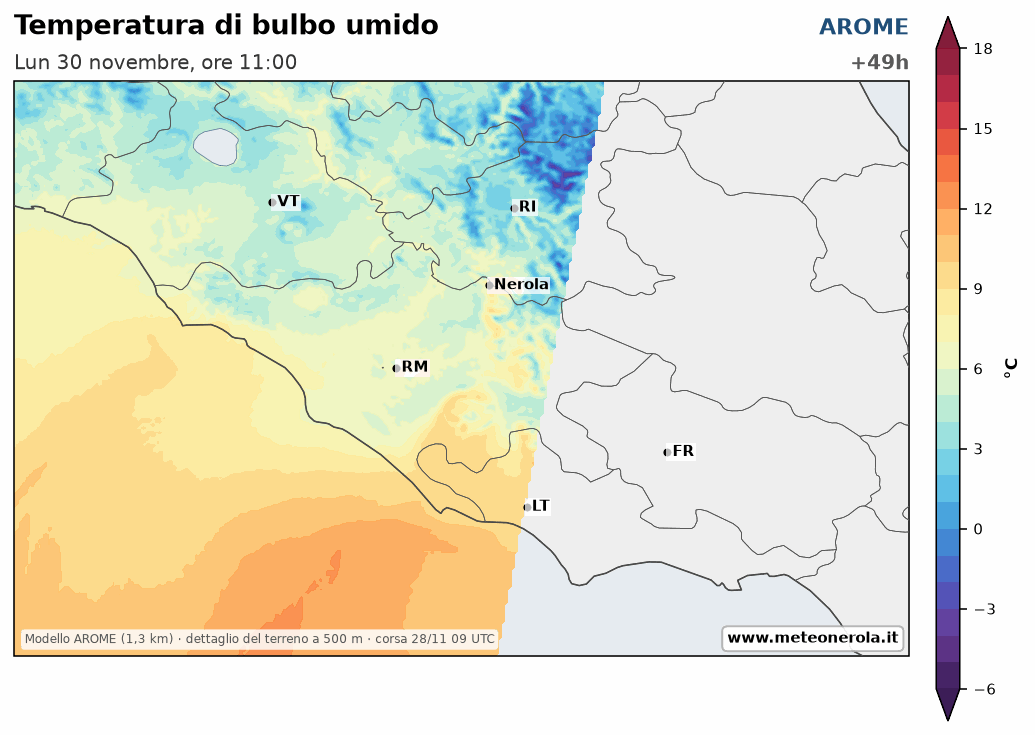 Temperatura di bulbo umido
AROME
Lun 30 novembre, ore 11:00
+49h
VT
RI
Nerola
RM
FR
LT
Modello AROME (1,3 km) · dettaglio del terreno a 500 m · corsa 28/11 09 UTC
www.meteonerola.it
18
15
12
9
6
3
0
−3
−6
°C